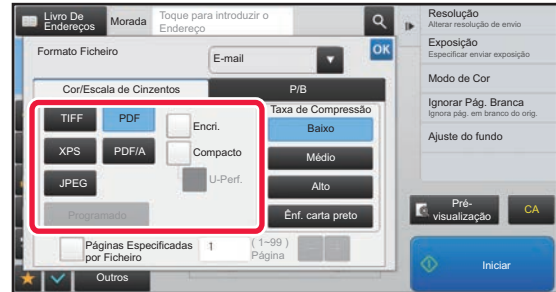 Livro De
Endereços
Morada
Toque para introduzir o
Endereço
Formato Ficheiro
E-mail
OK
Cor/Escala de Cinzentos
P/B
TIFF
PDF
Encri.
XPS
PDF/A
Compacto
JPEG
U-Perf.
Programado
Taxa de Compressão
Baixo
Médio
Alto
Ênf. carta preto
Páginas Especificadas
por Ficheiro
1
( 1~99 )
Página
Outros
Resolução
Alterar resolução de envio
Exposição
Especificar enviar exposição
Modo de Cor
Ignorar Pág. Branca
Ignora pág. em branco do orig.
Ajuste do fundo
Pré-
visualização
CA
Iniciar